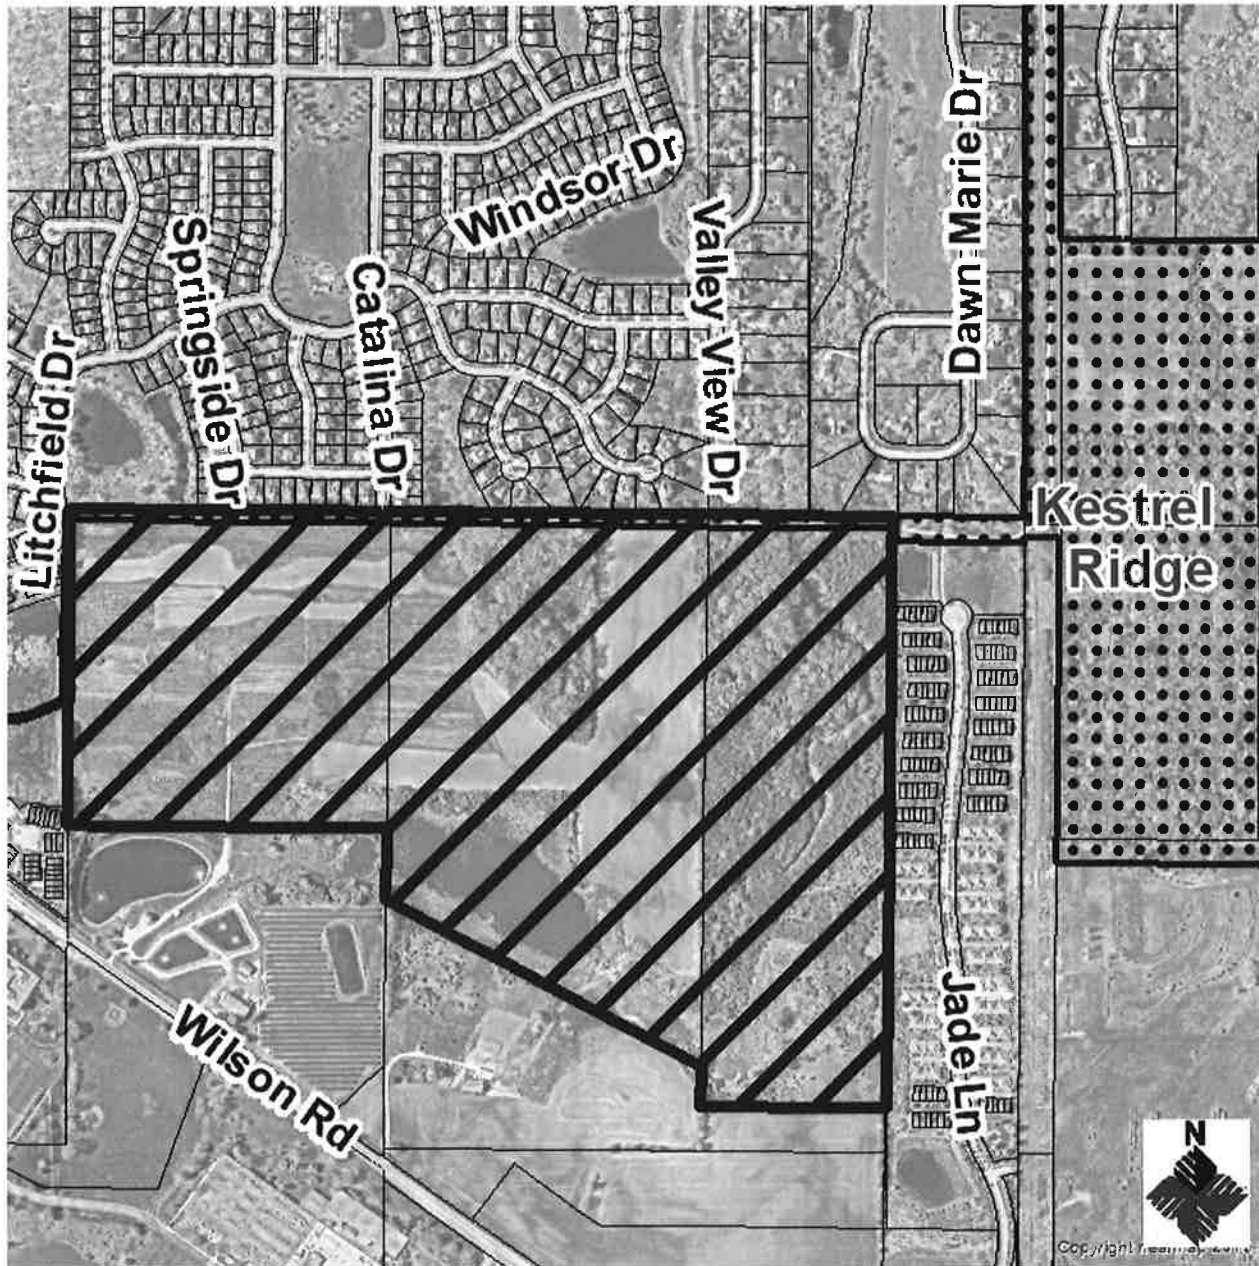 Windsor Dr
Dawn Marie Dr
Valley View Dr
Springside Dr
Catalina Dr
Litchfield Dr
Kestrel
Ridge
Jade Ln
Wilson Rd
N
Copyright